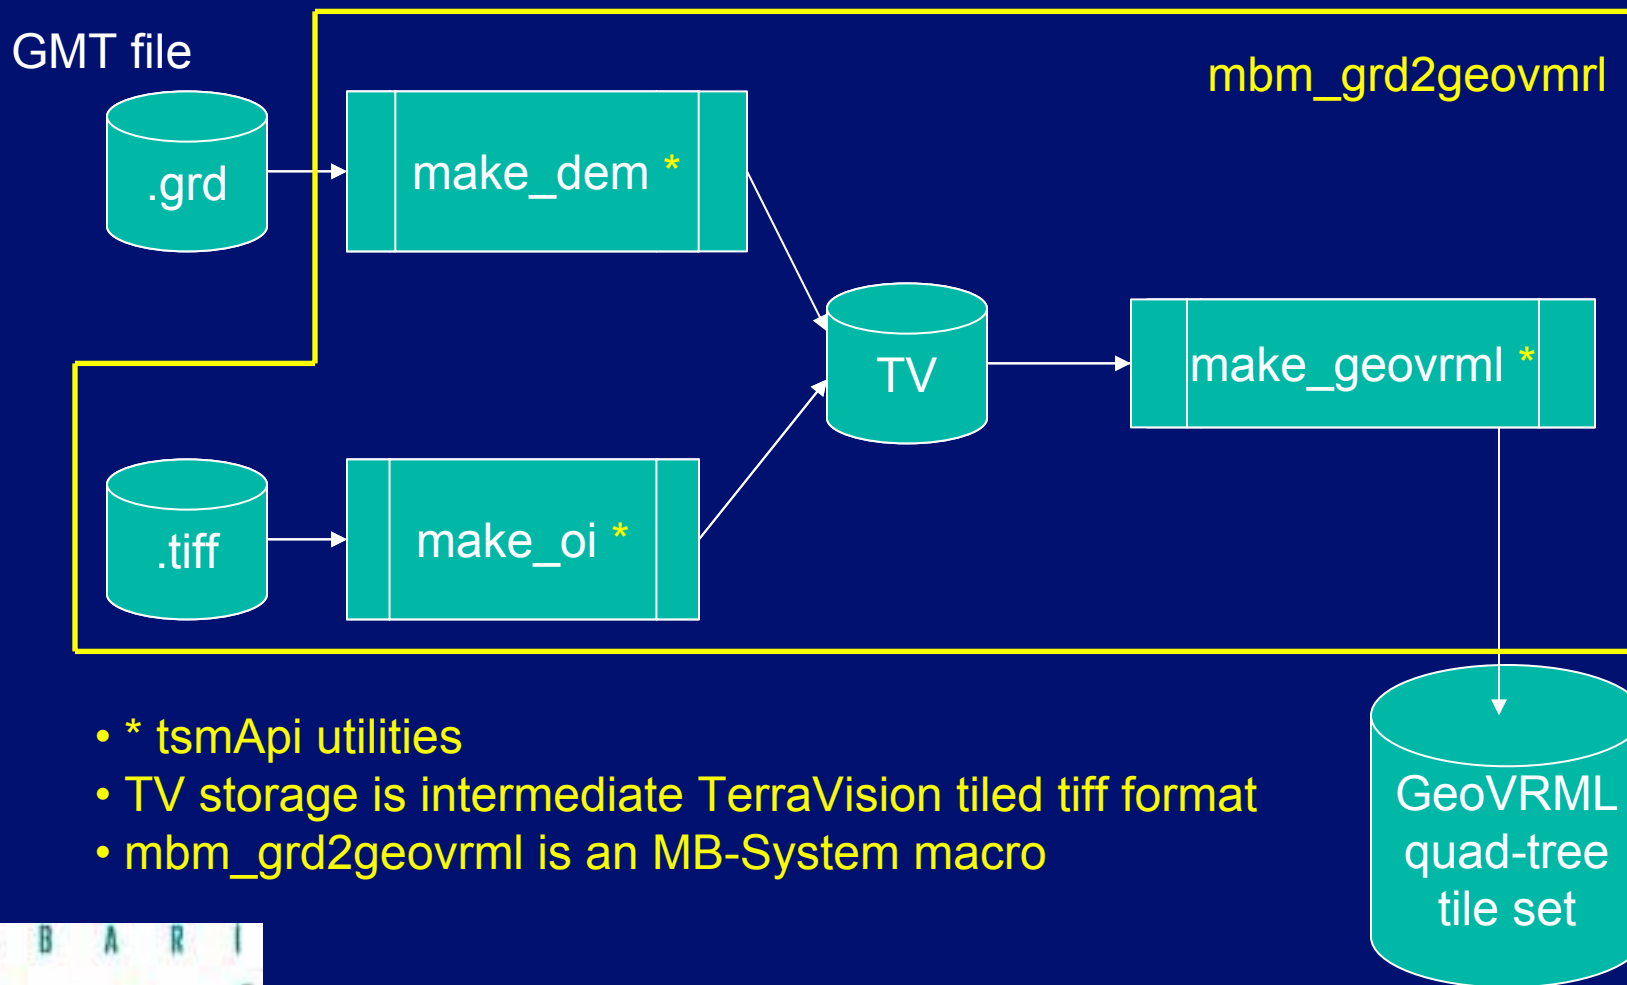 GMT file
mbm_grd2geovmrl
.grd
make_dem *
TV
make_geovrml *
.tiff
make_oi *
• * tsmApi utilities
• TV storage is intermediate TerraVision tiled tiff format
• mbm_grd2geovrml is an MB-System macro
GeoVRML
quad-tree
tile set
B A R I